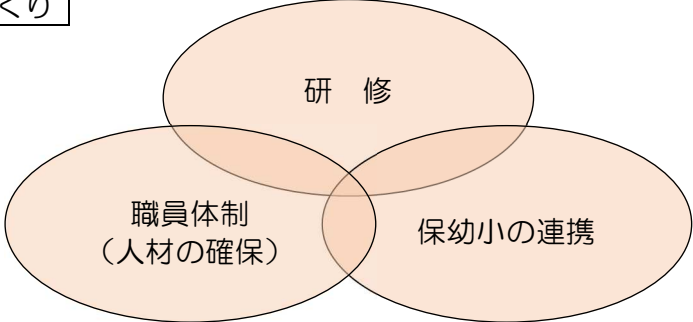 くり
研　修
職員体制
（人材の確保）
保幼小の連携